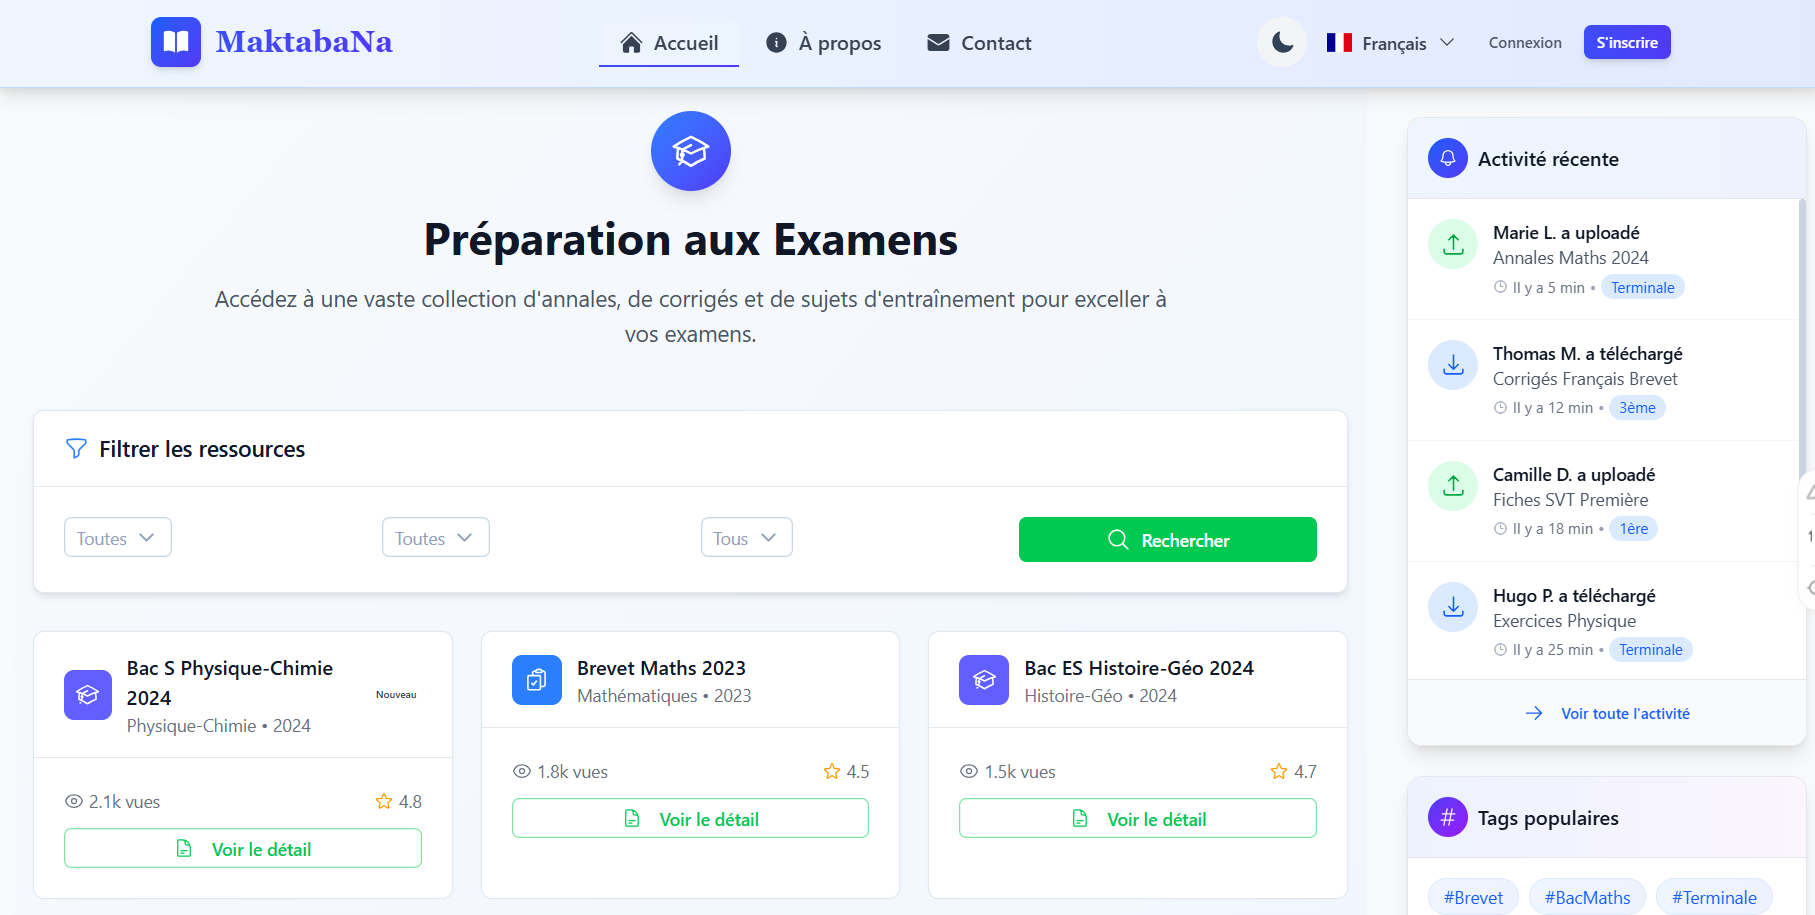 MaktabaNa
Accueil
À propos
Contact
Français
Connexion
S'inscrire
Préparation aux Examens
Accédez à une vaste collection d'annales, de corrigés et de sujets d'entraînement pour exceller à
vos examens.
Filtrer les ressources
Toutes
Toutes
Tous
Rechercher
Bac S Physique-Chimie
2024
Physique-Chimie • 2024
Nouveau
2.1k vues
4.8
Voir le détail
Brevet Maths 2023
Mathématiques • 2023
1.8k vues
4.5
Voir le détail
Bac ES Histoire-Géo 2024
Histoire-Géo • 2024
1.5k vues
4.7
Voir le détail
Activité récente
Marie L. a uploadé
Annales Maths 2024
Il y a 5 min • Terminale
Thomas M. a téléchargé
Corrigés Français Brevet
Il y a 12 min • 3ème
Camille D. a uploadé
Fiches SVT Première
Il y a 18 min • 1ère
Hugo P. a téléchargé
Exercices Physique
Il y a 25 min • Terminale
Voir toute l'activité
# Tags populaires
#Brevet
#BacMaths
#Terminale